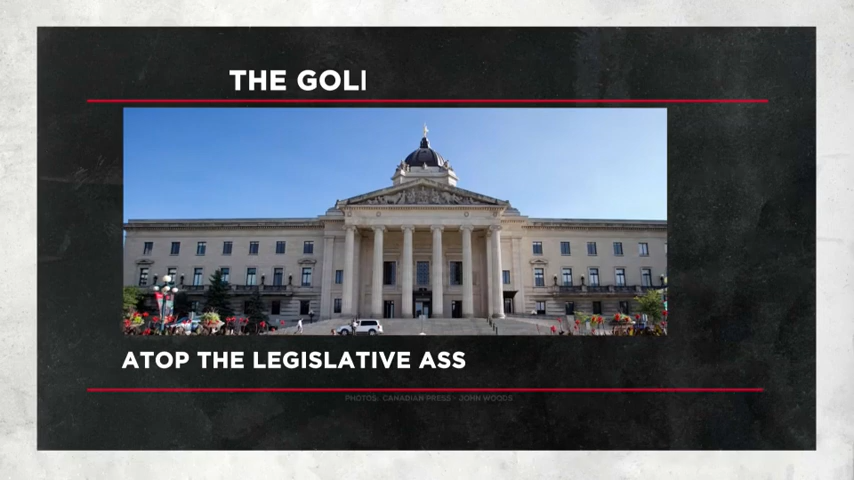 THE GOLI
ATOP THE LEGISLATIVE ASS
PHOTOS: CANADIAN PRESS - JOHN WOODS